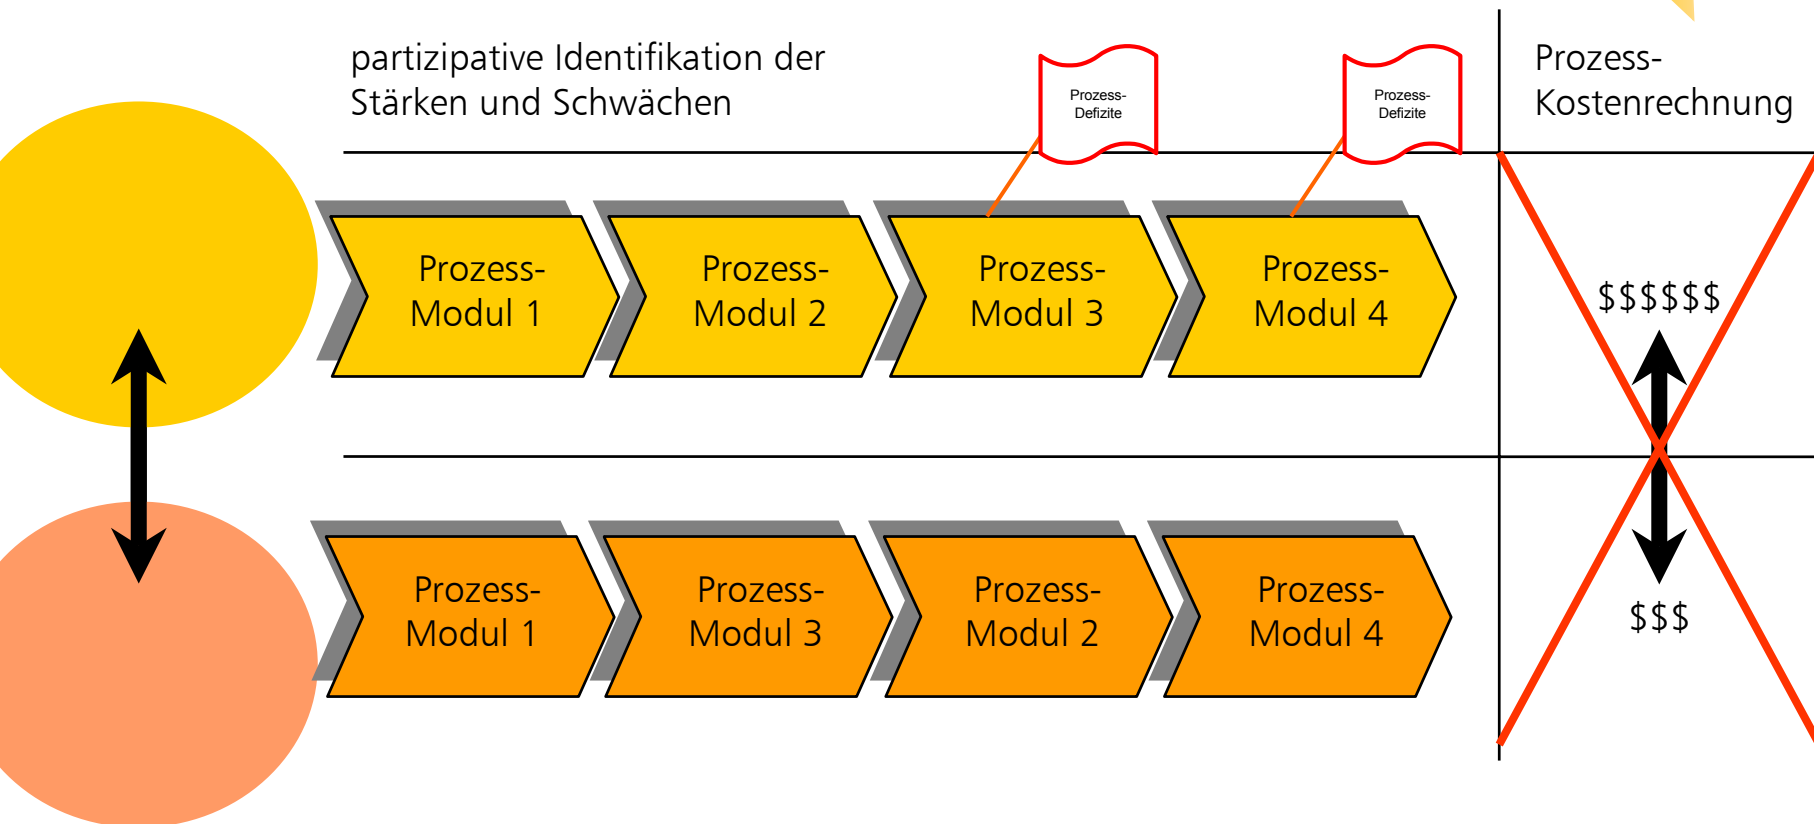 partizipative Identifikation der
Stärken und Schwächen
Prozess-
Defizite
Prozess-
Defizite
Prozess-
Kostenrechnung
Prozess-
Modul 1
Prozess-
Modul 2
Prozess-
Modul 3
Prozess-
Modul 4
$$$$$$
Prozess-
Modul 1
Prozess-
Modul 3
Prozess-
Modul 2
Prozess-
Modul 4
$$$